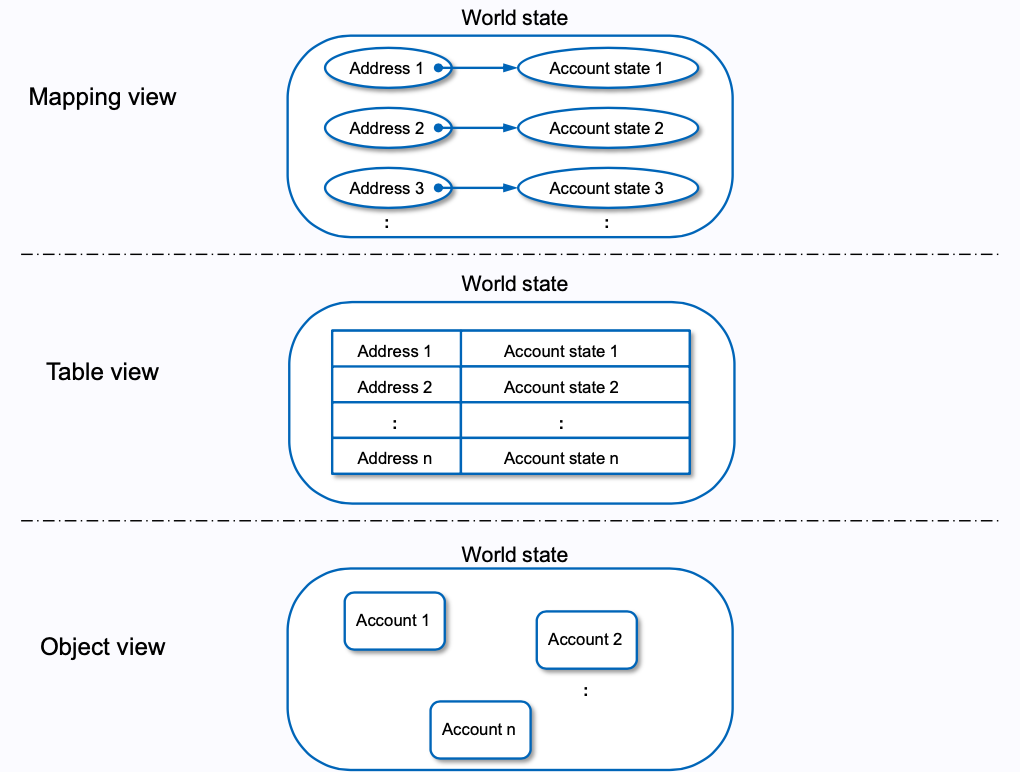 World state
Mapping view
Address 1 Account state 1
Address 2 Account state 2
Address 3 Account state 3
: :
World state
Table view
Address 1 Account state 1
Address 2 Account state 2
: :
Address n Account state n
World state
Object view
Account 1
Account 2
:
Account n